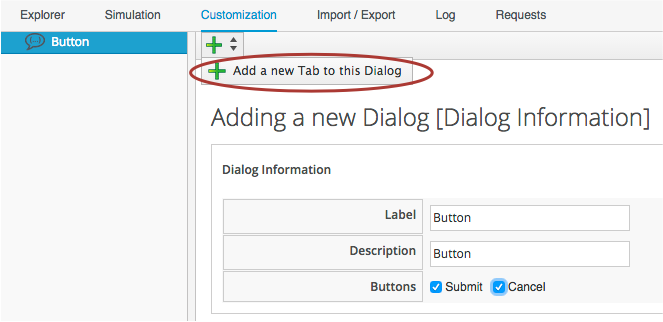 Explorer Simulation Customization Import / Export Log Requests
Button
Add a new Tab to this Dialog
Adding a new Dialog [Dialog Information]
Dialog Information
Label Button
Description Button
Buttons Submit Cancel